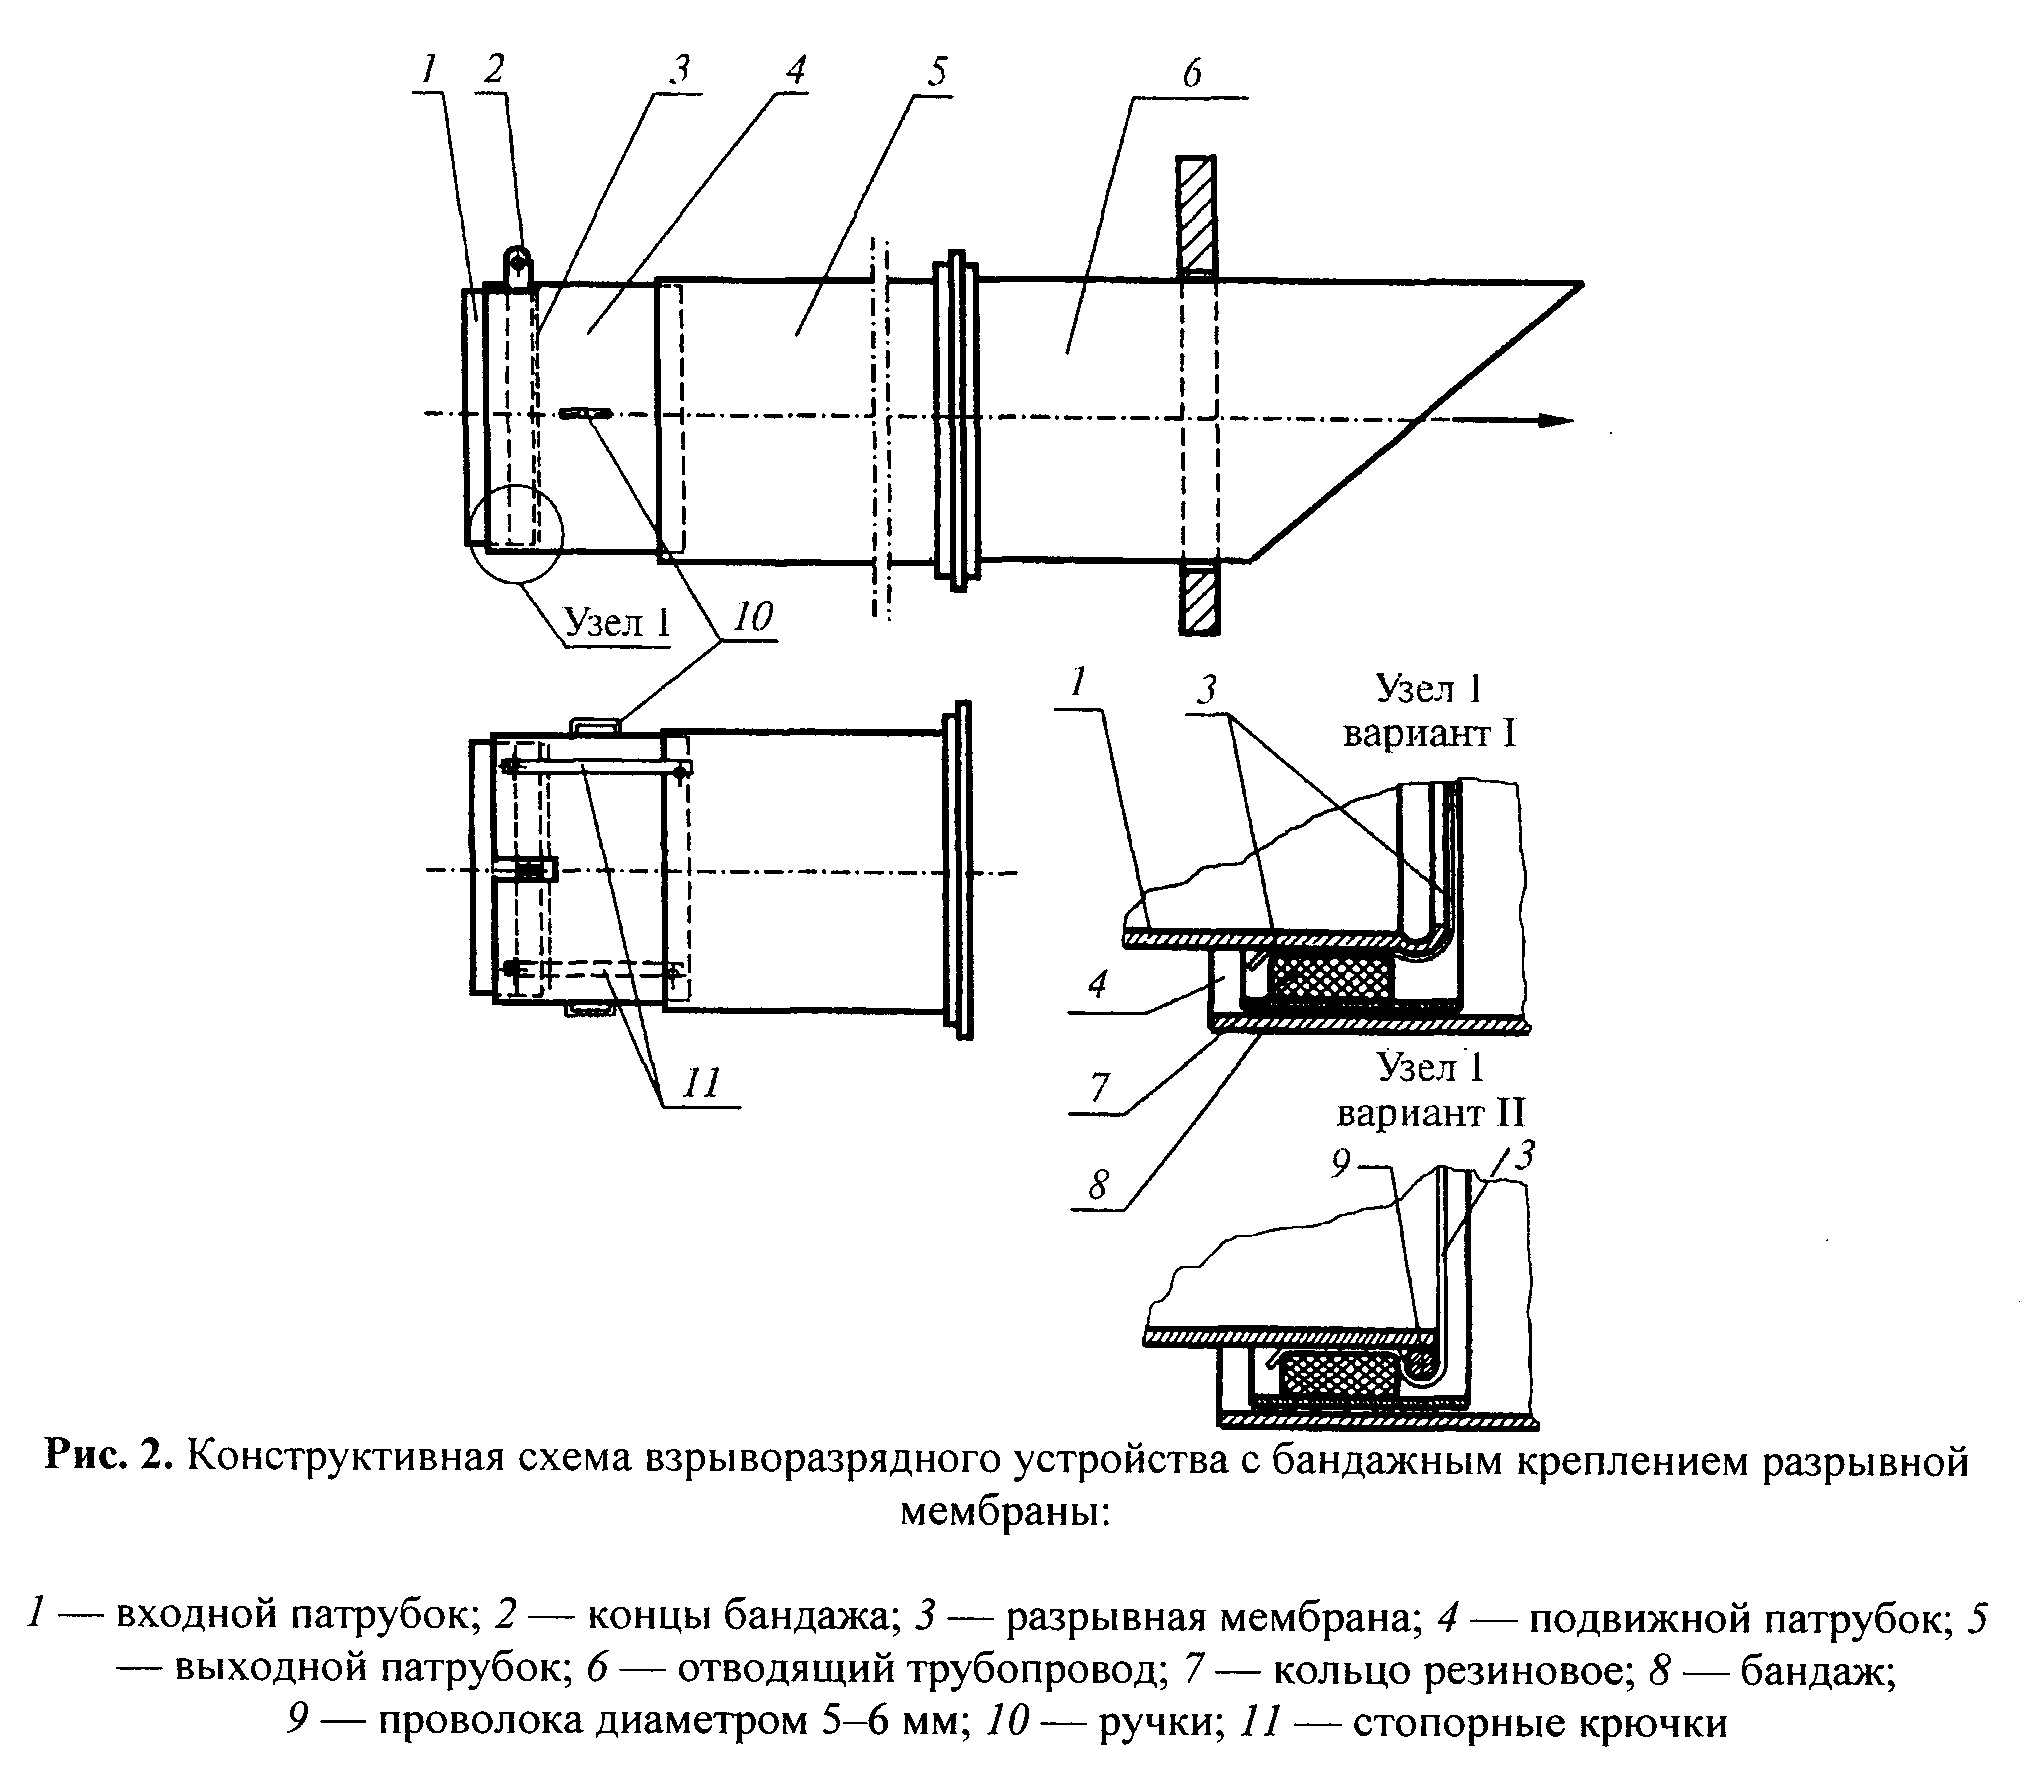 1 2 3 4 5 6
Узел 1
10
11
1 3
Узел 1
вариант I
4
7
8
Узел 1
вариант II
9 3
Рис. 2. Конструктивная схема взрыворазрядного устройства с бандажным креплением разрывной
мембраны:
1 — входной патрубок; 2 — концы бандажа; 3 — разрывная мембрана; 4 — подвижной патрубок; 5
— выходной патрубок; 6 — отводящий трубопровод; 7 — кольцо резиновое; 8 — бандаж;
9 — проволока диаметром 5–6 мм; 10 — ручки; 11 — стопорные крючки